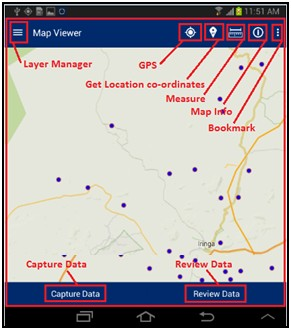 11:51 AM
Map Viewer
Layer Manager
GPS
Get Location co-ordinates
Measure
Map Info
Bookmark
Iringa
Capture Data
Review Data
Capture Data
Review Data